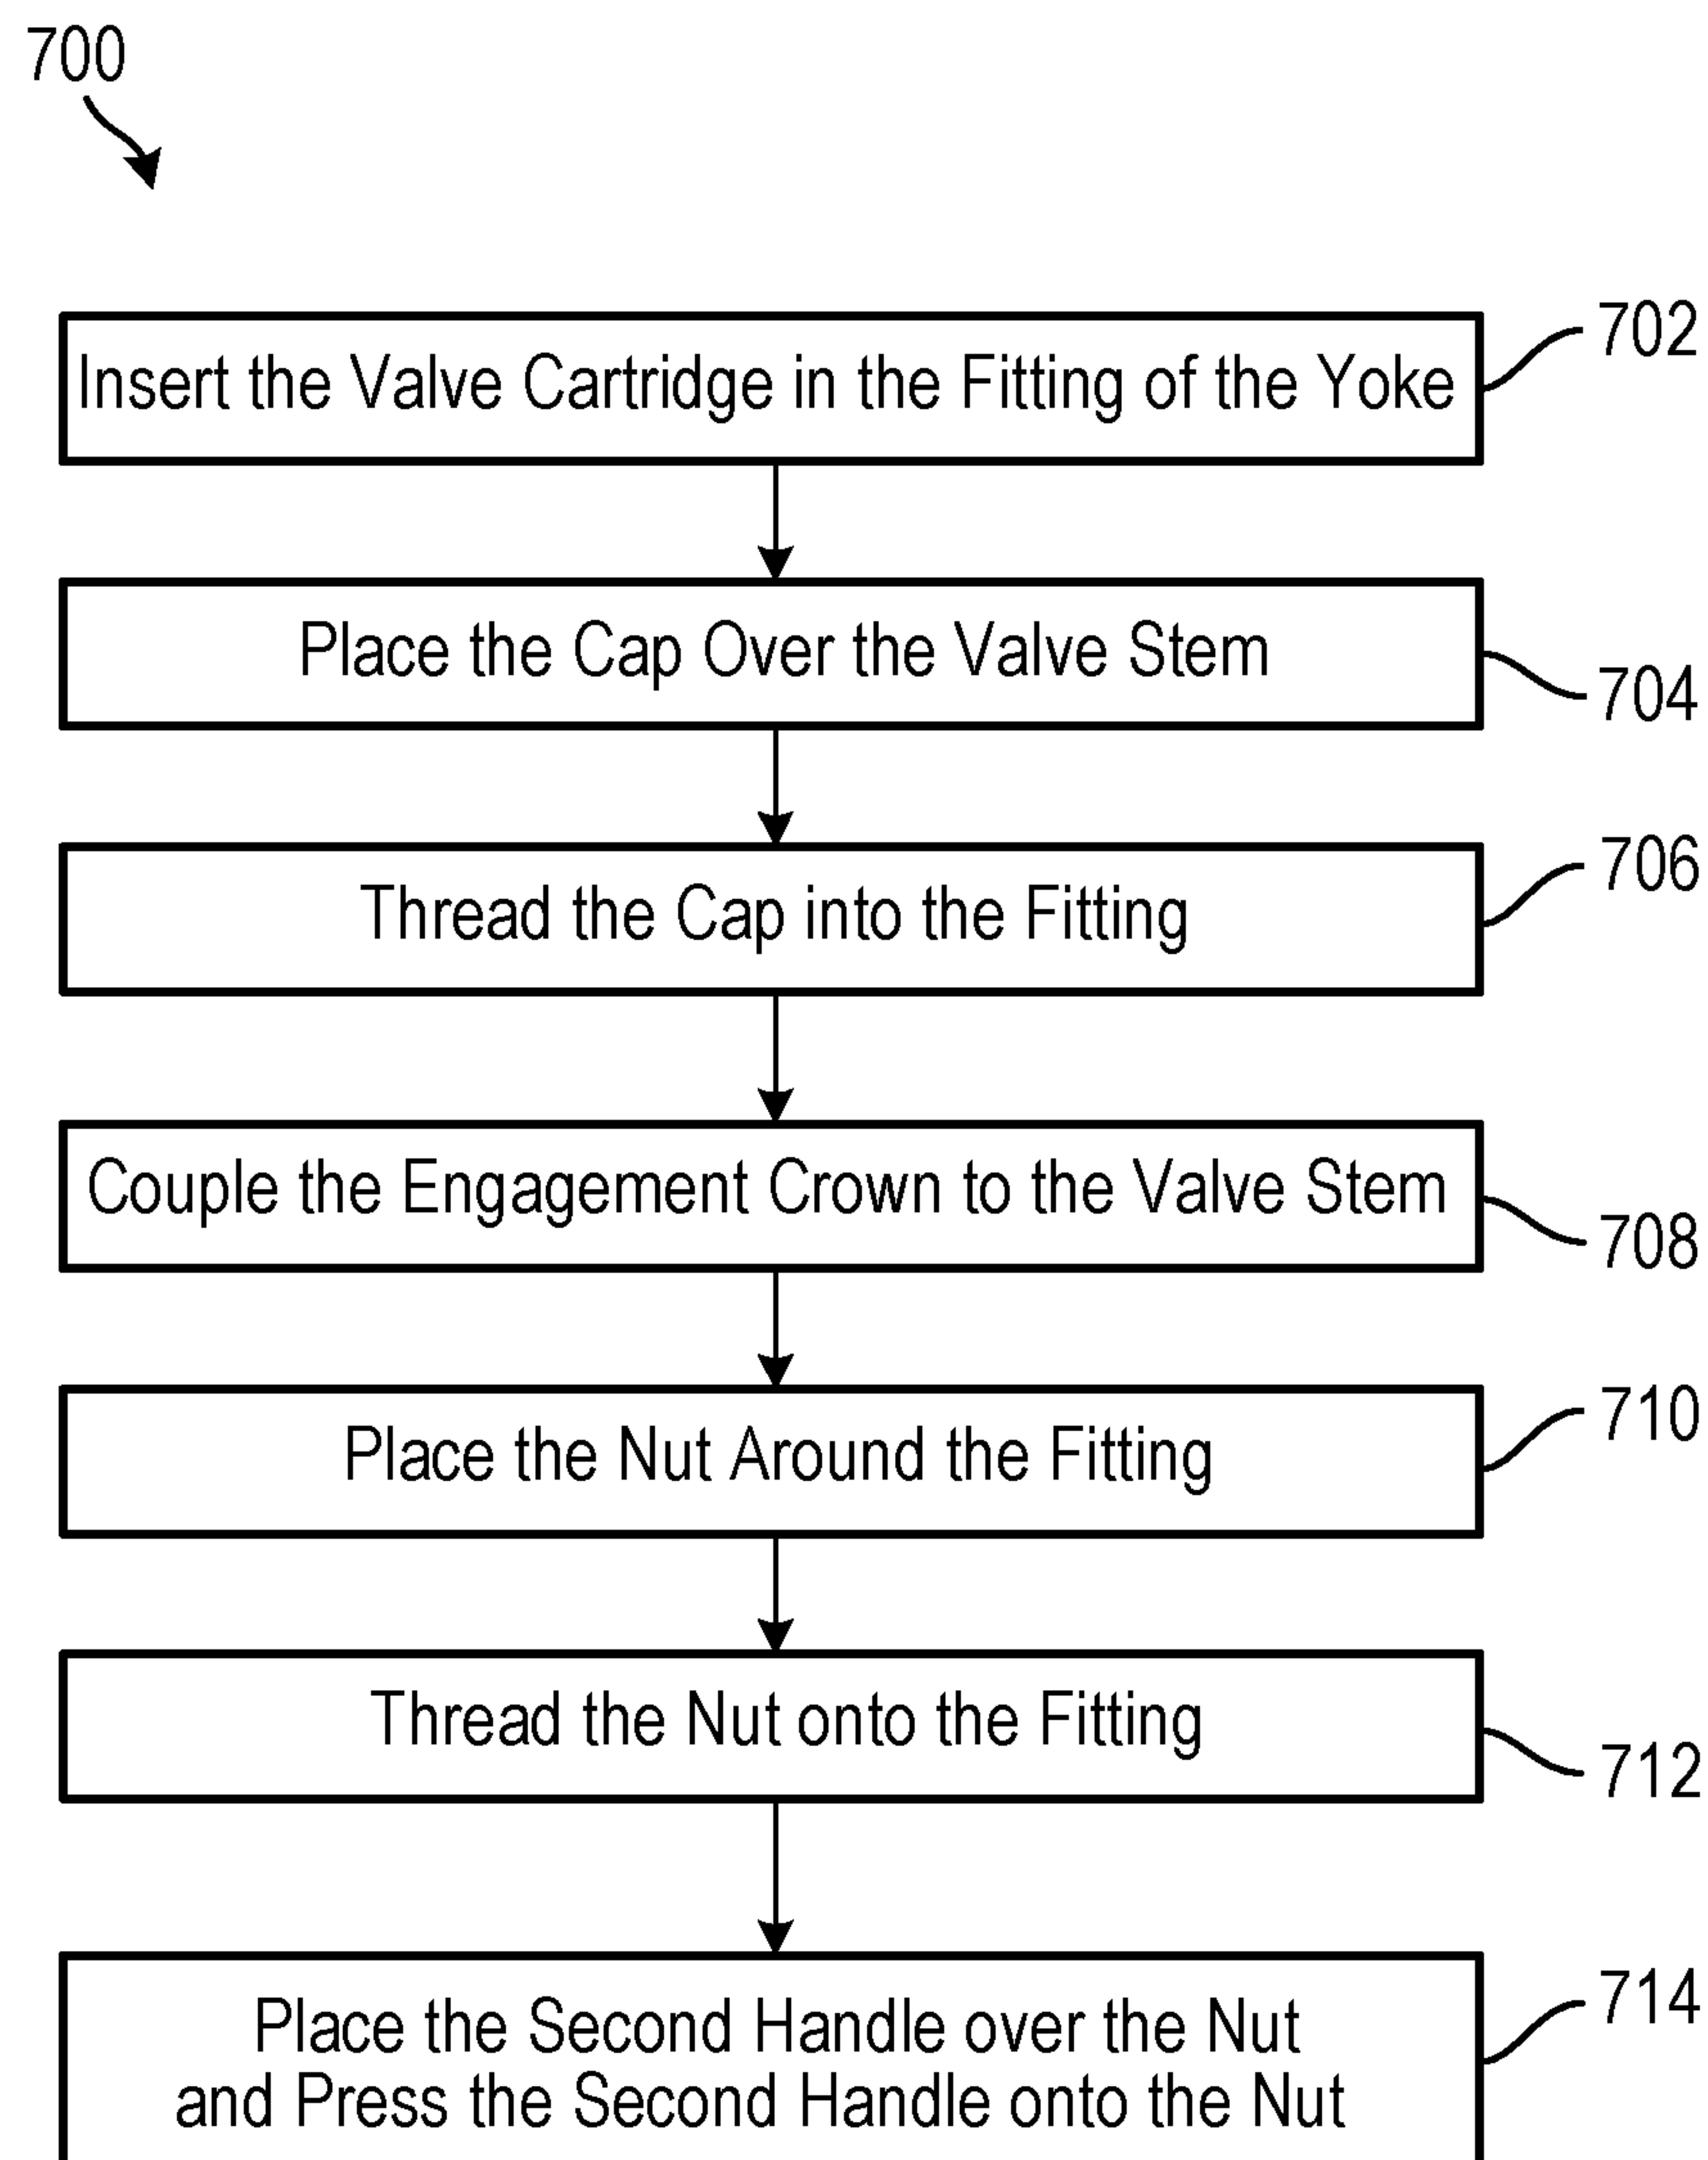 700
Insert the Valve Cartridge in the Fitting of the Yoke
702
Place the Cap Over the Valve Stem
704
Thread the Cap into the Fitting
706
Couple the Engagement Crown to the Valve Stem
708
Place the Nut Around the Fitting
710
Thread the Nut onto the Fitting
712
Place the Second Handle over the Nut
and Press the Second Handle onto the Nut
714